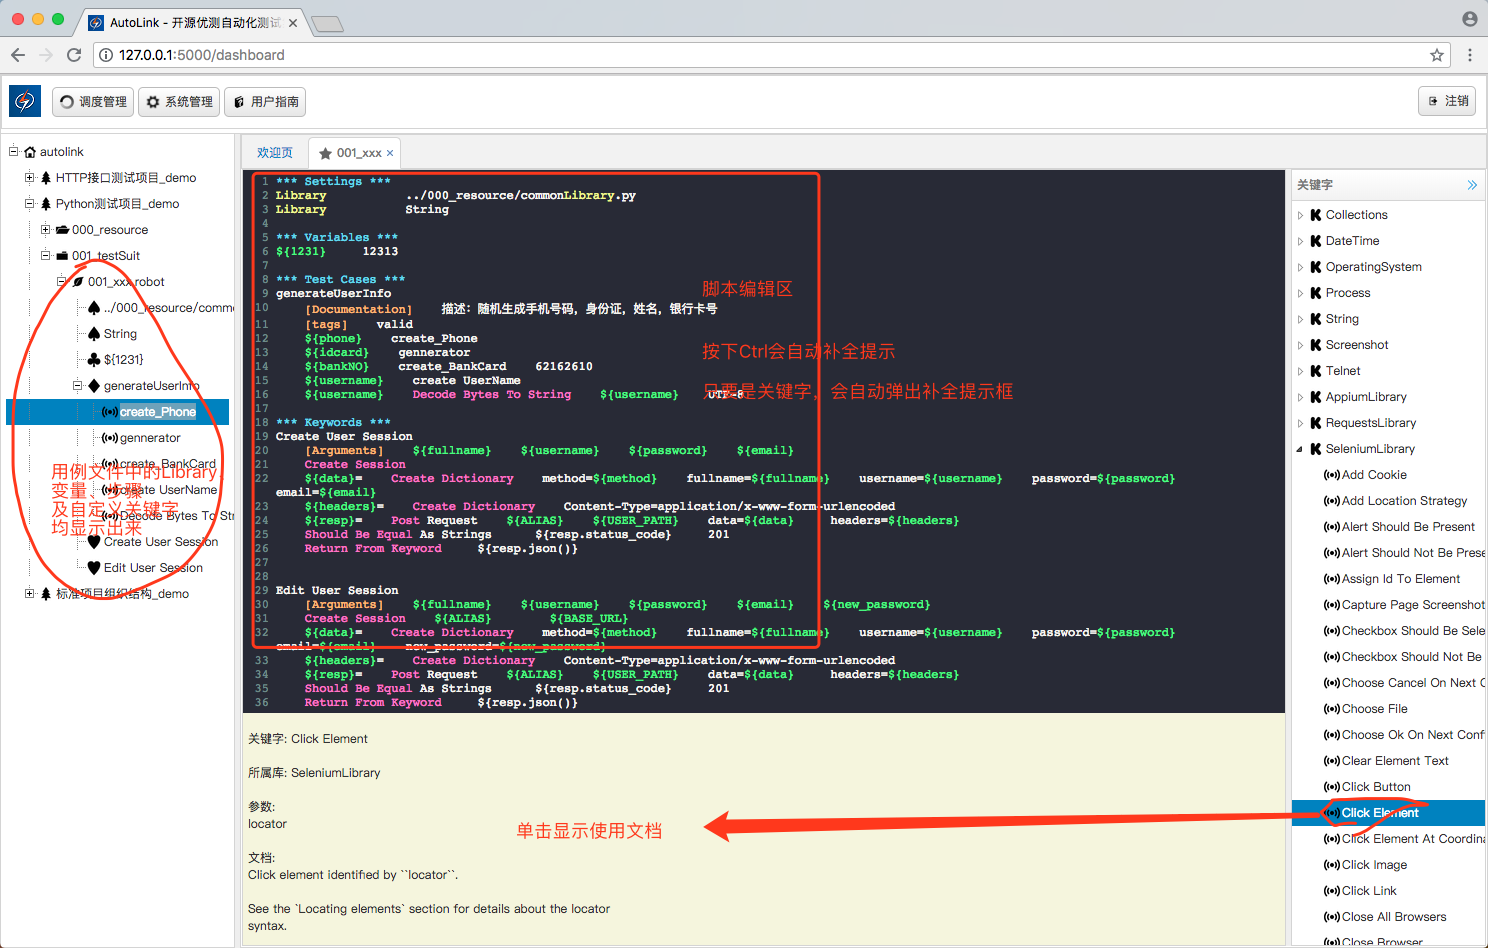 AutoLink - 开源优测自动化测试
127.0.0.1:5000/dashboard
调度管理
系统管理
用户指南
注销
autolink
HTTP接口测试项目_demo
Python测试项目_demo
000_resource
001_testSuit
001_xxx.robot
../000_resource/comm
String
${1231}
generateUserInfo
create_Phone
gennerator
create_BankCard
create UserName
Decode Bytes To Str
Create User Session
Edit User Session
标准项目组织结构_demo
用例文件中的Library
变量、步骤
及自定义关键字
均显示出来
欢迎页
001_xxx ×
1 *** Settings ***
2 Library ../000_resource/commonLibrary.py
3 Library String
4
5 *** Variables ***
6 ${1231} 12313
7
8 *** Test Cases ***
9 generateUserInfo
10 [Documentation] 描述：随机生成手机号码，身份证，姓名，银行卡号
11 [tags] valid
12 ${phone} create_Phone
13 ${idcard} gennerator
14 ${bankNO} create_BankCard 62162610
15 ${username} create UserName
16 ${username} Decode Bytes To String ${username} UTF-8
17
18 *** Keywords ***
19 Create User Session
20 [Arguments] ${fullname} ${username} ${password} ${email}
21 Create Session
22 ${data}= Create Dictionary method=${method} fullname=${fullname} username=${username} password=${password}
email=${email}
23 ${headers}= Create Dictionary Content-Type=application/x-www-form-urlencoded
24 ${resp}= Post Request ${ALIAS} ${USER_PATH} data=${data} headers=${headers}
25 Should Be Equal As Strings ${resp.status_code} 201
26 Return From Keyword ${resp.json()}
27
28
29 Edit User Session
30 [Arguments] ${fullname} ${username} ${password} ${email} ${new_password}
31 Create Session ${ALIAS} ${BASE_URL}
32 ${data}= Create Dictionary method=${method} fullname=${fullname} username=${username} password=${password}
email=${email} new_password=${new_password}
33 ${headers}= Create Dictionary Content-Type=application/x-www-form-urlencoded
34 ${resp}= Post Request ${ALIAS} ${USER_PATH} data=${data} headers=${headers}
35 Should Be Equal As Strings ${resp.status_code} 201
36 Return From Keyword ${resp.json()}
脚本编辑区
按下Ctrl会自动补全提示
只要是关键字，会自动弹出补全提示框
关键字: Click Element
所属库: SeleniumLibrary
参数:
locator
文档:
Click element identified by ``locator``.
See the `Locating elements` section for details about the locator
syntax.
单击显示使用文档
关键字
Collections
DateTime
OperatingSystem
Process
String
Screenshot
Telnet
AppiumLibrary
RequestsLibrary
SeleniumLibrary
Add Cookie
Add Location Strategy
Alert Should Be Present
Alert Should Not Be Prese
Assign Id To Element
Capture Page Screenshot
Checkbox Should Be Sele
Checkbox Should Not Be
Choose Cancel On Next C
Choose File
Choose Ok On Next Conf
Clear Element Text
Click Button
Click Element
Click Element At Coordina
Click Image
Click Link
Close All Browsers
Close Browser